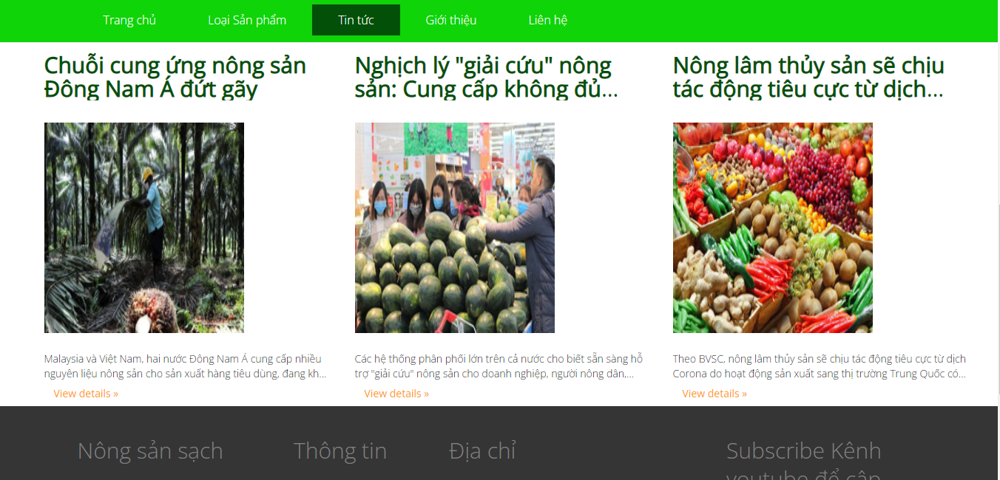 Trang chủ Loại Sản phẩm Tin tức Giới thiệu Liên hệ
Chuỗi cung ứng nông sản
Đông Nam Á đứt gãy
Nghịch lý "giải cứu" nông
sản: Cung cấp không đủ...
Nông lâm thủy sản sẽ chịu
tác động tiêu cực từ dịch...
Malaysia và Việt Nam, hai nước Đông Nam Á cung cấp nhiều
nguyên liệu nông sản cho sản xuất hàng tiêu dùng, đang kh...
View details »
Các hệ thống phân phối lớn trên cả nước cho biết sẵn sàng hỗ
trợ "giải cứu" nông sản cho doanh nghiệp, người nông dân,...
View details »
Theo BVSC, nông lâm thủy sản sẽ chịu tác động tiêu cực từ dịch
Corona do hoạt động sản xuất sang thị trường Trung Quốc có...
View details »
Nông sản sạch
Thông tin
Địa chỉ
Subscribe Kênh
youtube để cập